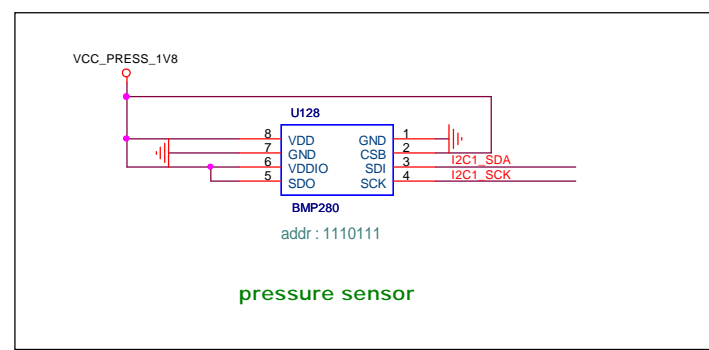 VCC_PRESS_1V8
U128
8 VDD GND 1
7 GND CSB 2
6 VDDIO SDI 3 I2C1_SDA
5 SDO SCK 4 I2C1_SCK
BMP280
addr : 1110111
pressure sensor